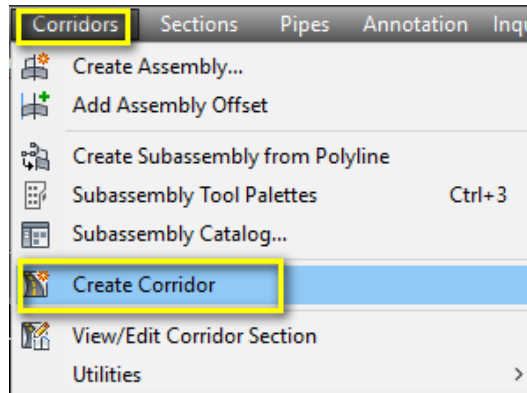 Corridors Sections Pipes Annotation
Create Assembly...
Add Assembly Offset
Create Subassembly from Polyline
Subassembly Tool Palettes Ctrl+3
Subassembly Catalog...
Create Corridor
View/Edit Corridor Section
Utilities >